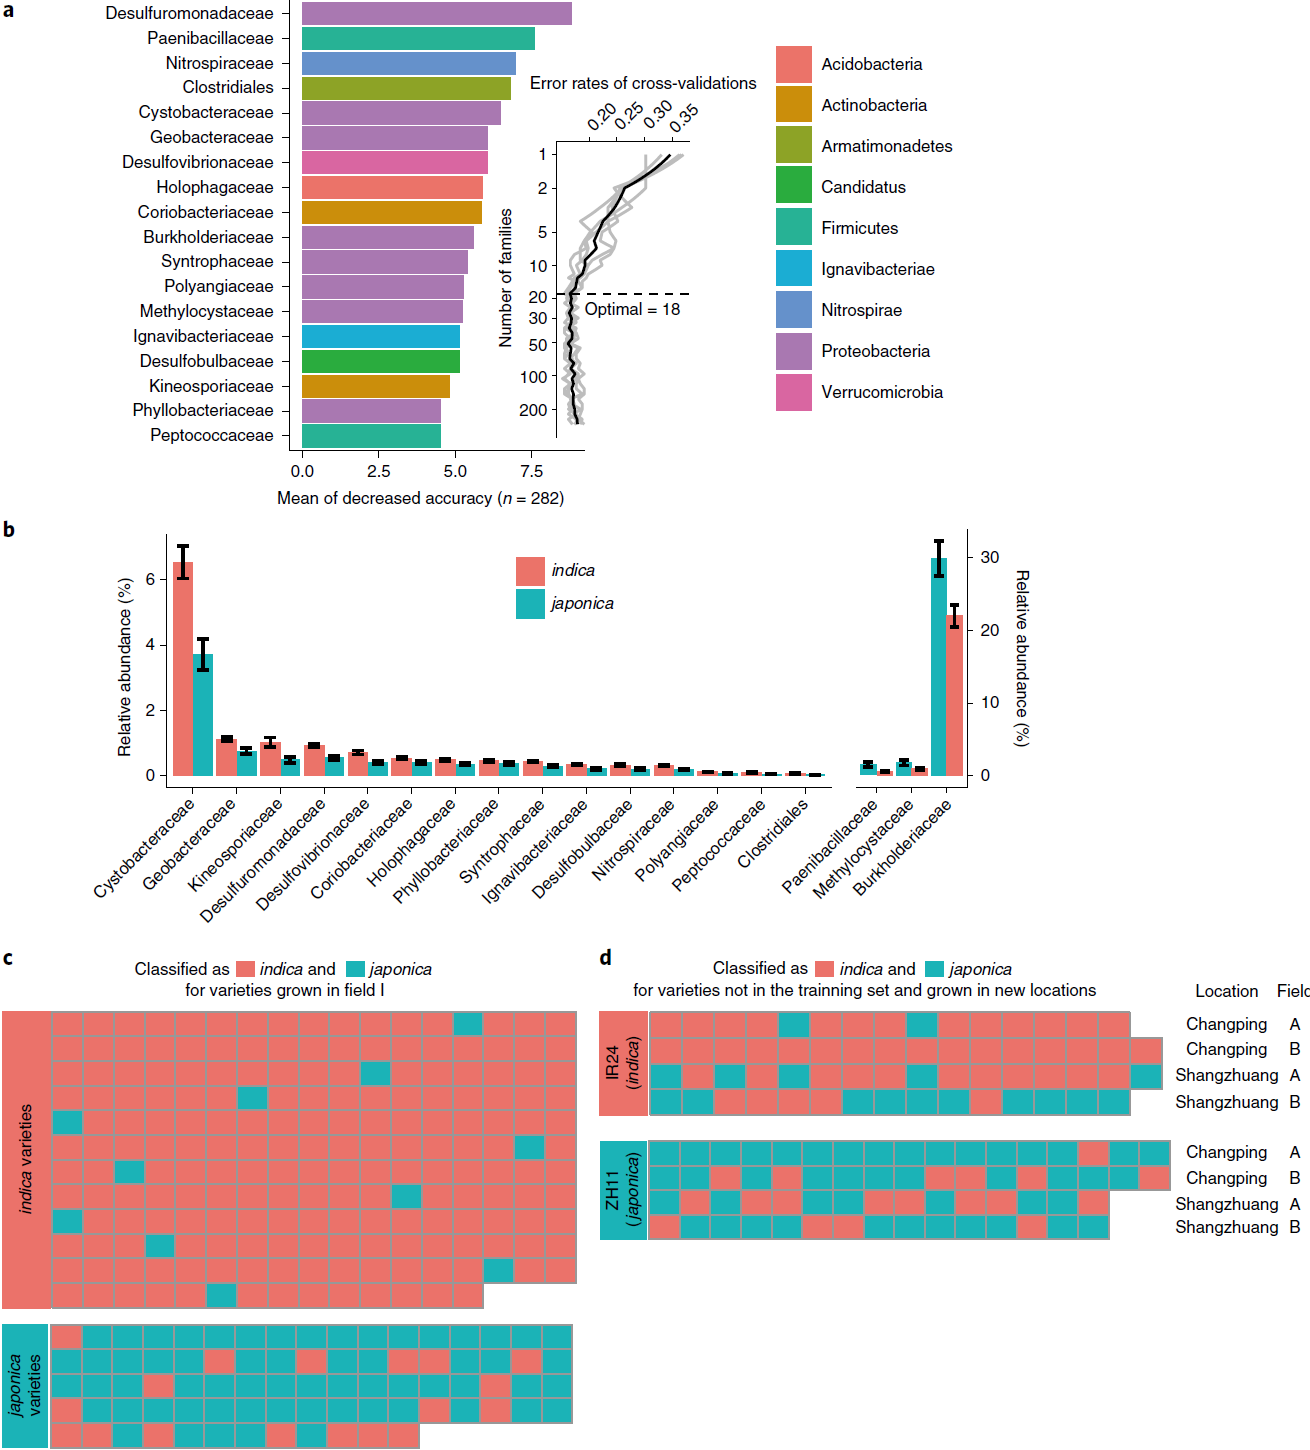 a
Desulfuromonadaceae
Paenibacillaceae
Nitrospiraceae
Clostridiales
Cystobacteraceae
Geobacteraceae
Desulfovibrionaceae
Holophagaceae
Coriobacteriaceae
Burkholderiaceae
Syntrophaceae
Polyangiaceae
Methylocystaceae
Ignavibacteriaceae
Desulfobulbaceae
Kineosporiaceae
Phyllobacteriaceae
Peptococcaceae
0.0 2.5 5.0 7.5
Mean of decreased accuracy (n = 282)
Error rates of cross-validations
0.20 0.25 0.30 0.35
Number of families
1
2
5
10
20
30
50
100
200
Optimal = 18
Acidobacteria
Actinobacteria
Armatimonadetes
Candidatus
Firmicutes
Ignavibacteriae
Nitrospirae
Proteobacteria
Verrucomicrobia
b
Relative abundance (%)
6
4
2
0
indica
japonica
30
20
10
0
Relative abundance (%)
Cystobacteraceae
Geobacteraceae
Kineosporiaceae
Desulfuromonadaceae
Desulfovibrionaceae
Coriobacteriaceae
Holophagaceae
Phyllobacteriaceae
Syntrophaceae
Ignavibacteriaceae
Desulfobulbaceae
Nitrospiraceae
Polyangiaceae
Peptococcaceae
Clostridiales
Paenibacillaceae
Methylocystaceae
Burkholderiaceae
c
Classified as indica and japonica
for varieties grown in field I
indica varieties
japonica
varieties
d
Classified as indica and japonica
for varieties not in the trainning set and grown in new locations
Location Field
IR24
(indica)
Changping A
Changping B
Shangzhuang A
Shangzhuang B
ZH11
(japonica)
Changping A
Changping B
Shangzhuang A
Shangzhuang B